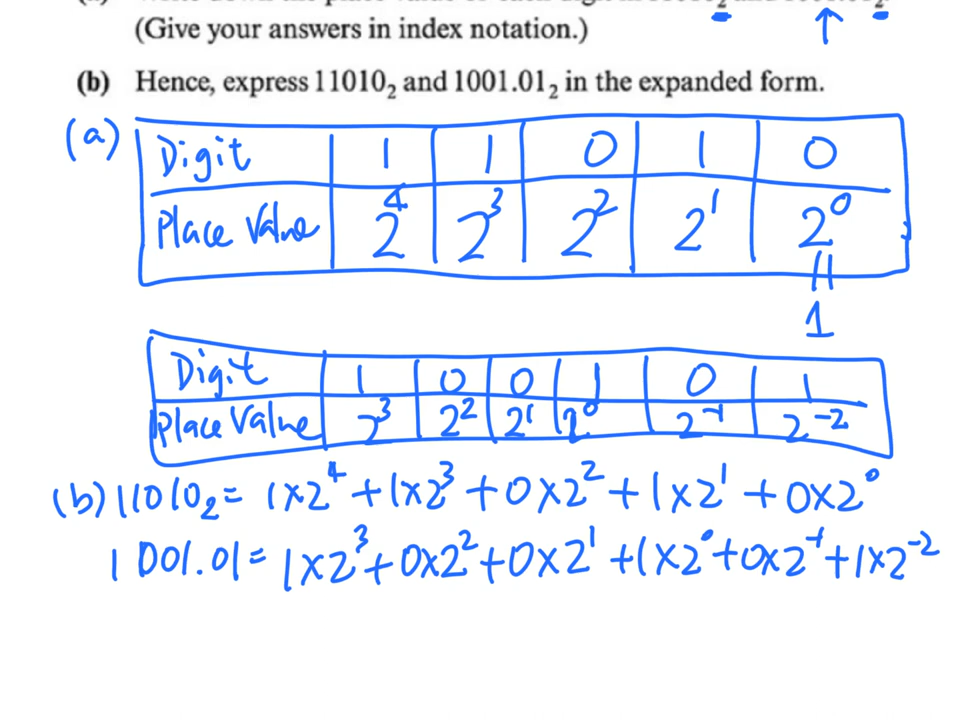 (Give your answers in index notation.)
(b) Hence, express 11010₂ and 1001.01₂ in the expanded form.
(a) Digit 1 1 0 1 0
Place Value 2⁴ 2³ 2² 2¹ 2⁰
=
1
Digit 1 0 0 1 0 1
Place Value 2³ 2² 2¹ 2⁰ 2⁻¹ 2⁻²
(b) 11010₂ = 1×2⁴ + 1×2³ + 0×2² + 1×2¹ + 0×2⁰
1001.01 = 1×2³ + 0×2² + 0×2¹ + 1×2⁰ + 0×2⁻¹ + 1×2⁻²